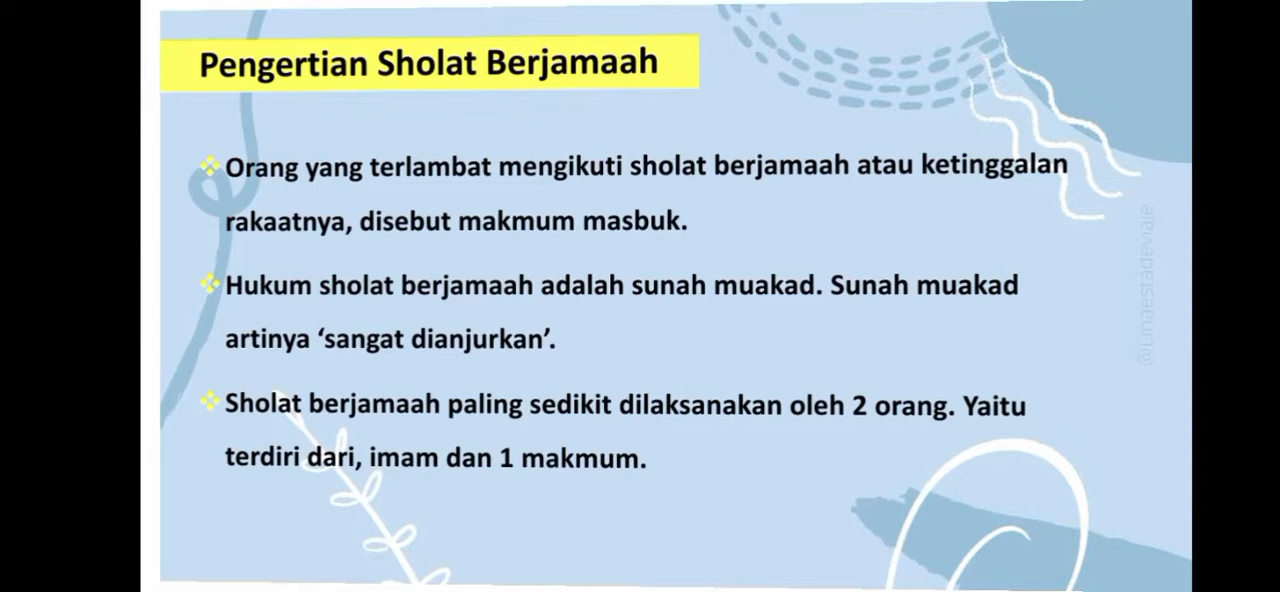 Pengertian Sholat Berjamaah
Orang yang terlambat mengikuti sholat berjamaah atau ketinggalan
rakaatnya, disebut makmum masbuk.
Hukum sholat berjamaah adalah sunah muakad. Sunah muakad
artinya ‘sangat dianjurkan’.
Sholat berjamaah paling sedikit dilaksanakan oleh 2 orang. Yaitu
terdiri dari, imam dan 1 makmum.
@Linaestadeviaie